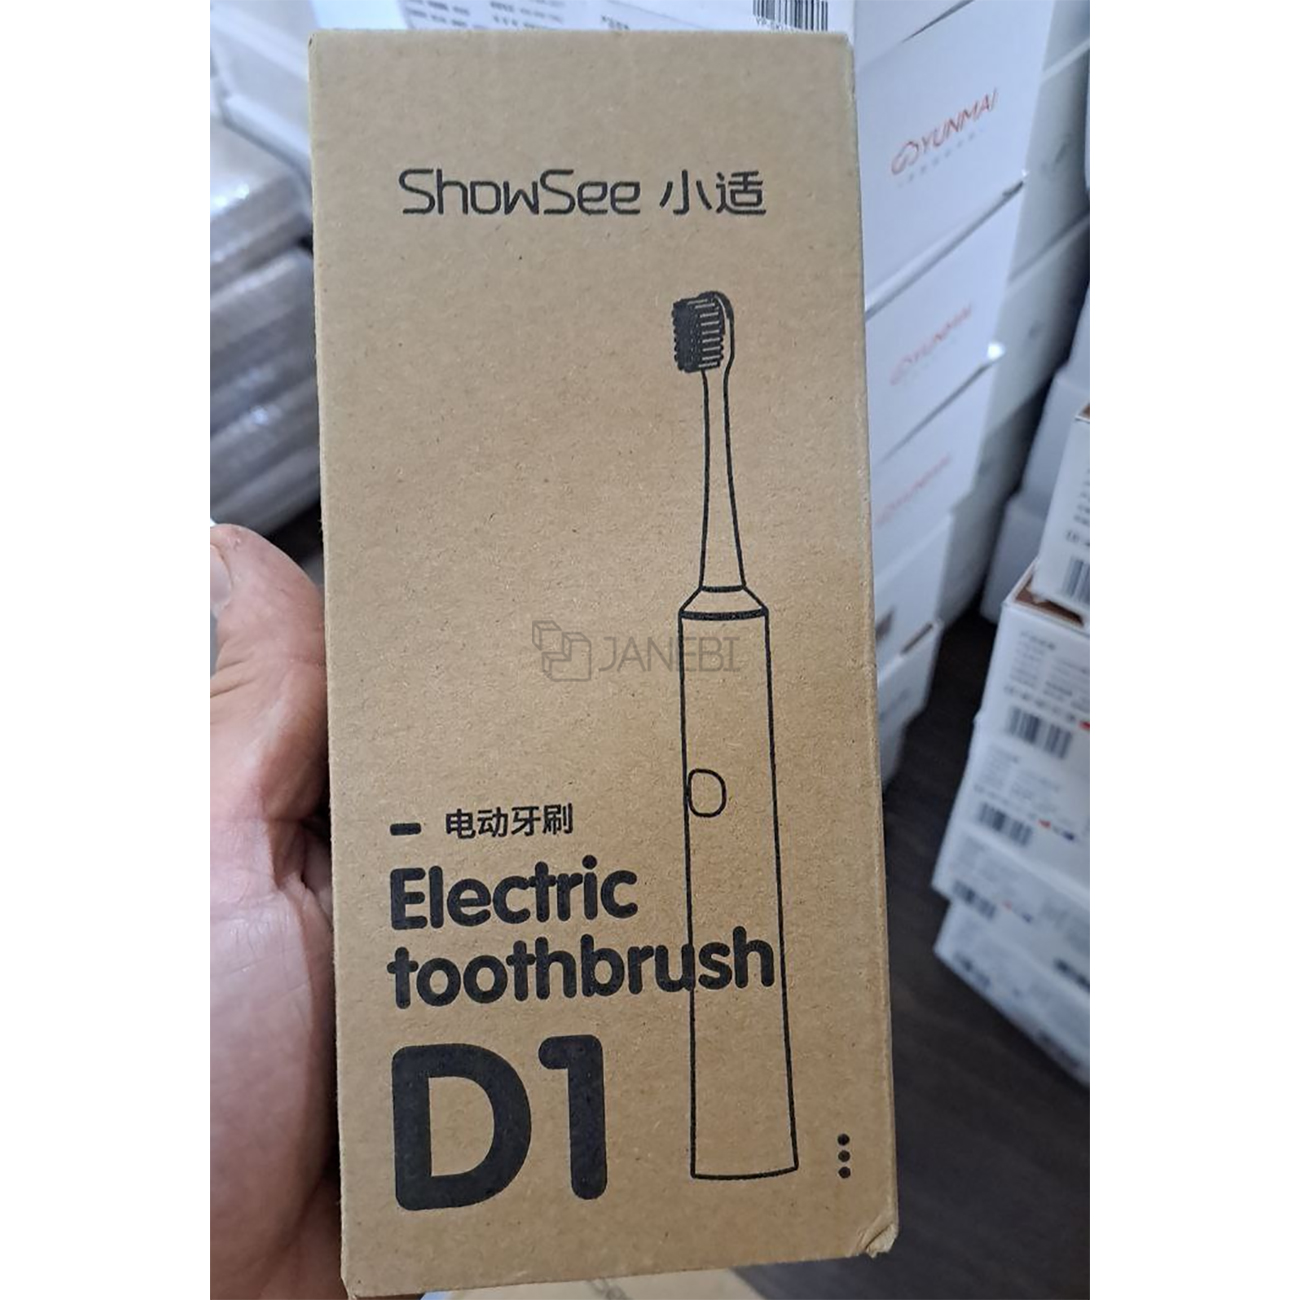 ShowSee 小适
YUNMAI
YUNMAI
JANEBI
电动牙刷
Electric
toothbrush
D1